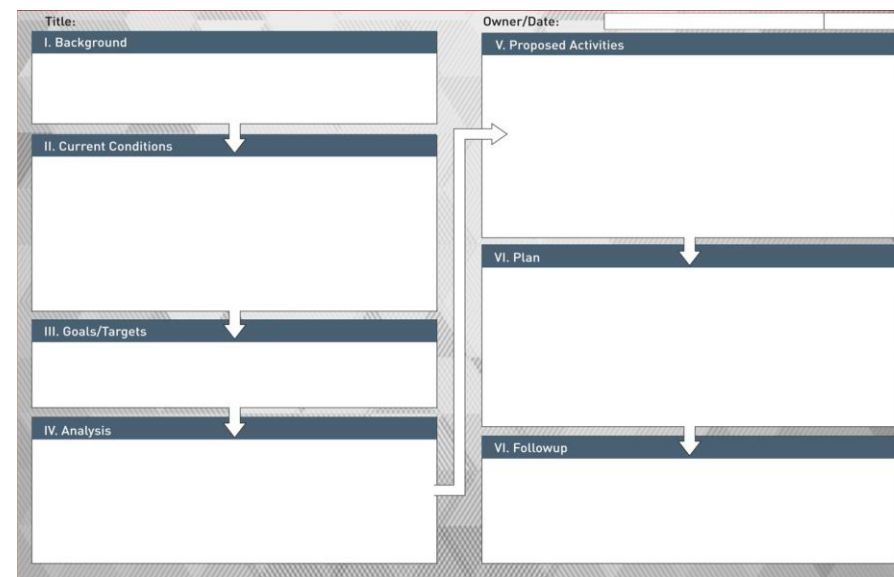 Title:
I. Background
II. Current Conditions
III. Goals/Targets
IV. Analysis
Owner/Date:
V. Proposed Activities
VI. Plan
VI. Followup